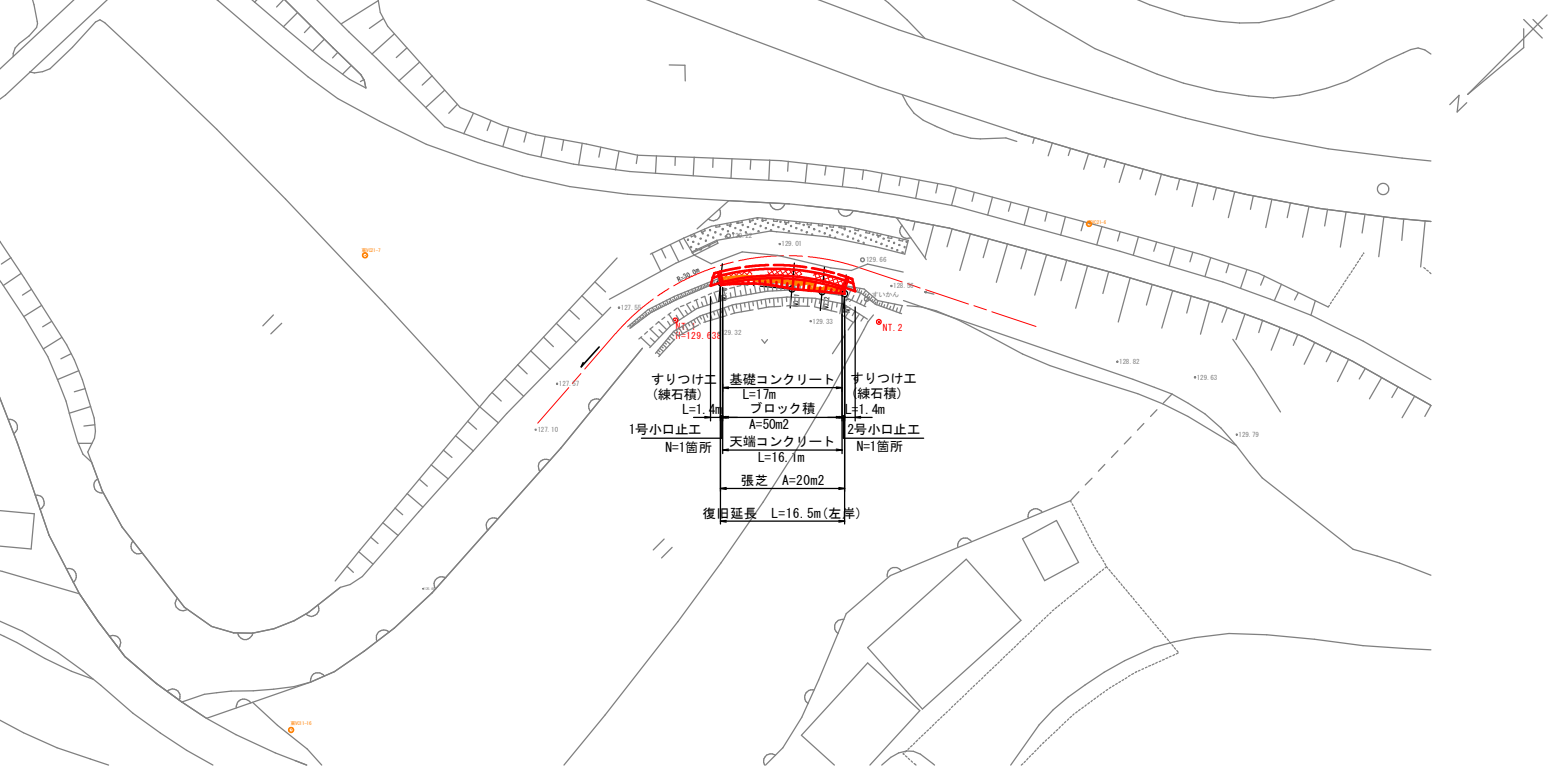 129.01
129.66
R=30.0m
127.55
129.33
NT.2
H=129.638
129.32
128.82
129.63
127.57
127.10
129.79
すりつけ工
(練石積)
L=1.4m
基礎コンクリート
L=17m
すりつけ工
(練石積)
L=1.4m
ブロック積
A=50m2
1号小口止工
N=1箇所
2号小口止工
N=1箇所
天端コンクリート
L=16.1m
張芝 A=20m2
復旧延長 L=16.5m(左岸)
N